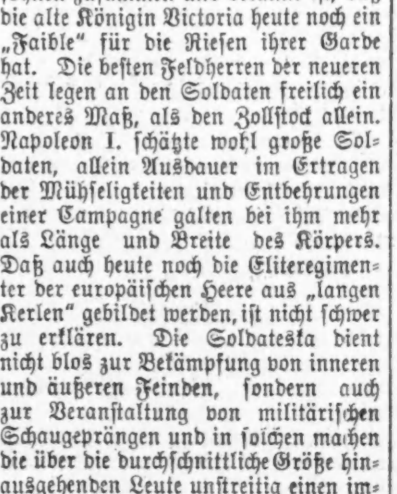 die alte Königin Victoria heute noch ein
„Faible“ für die Riesen ihrer Garde
hat. Die besten Feldherren der neueren
Zeit legen an den Soldaten freilich ein
anderes Maß, als den Zollstock allein.
Napoleon I. schätzte wohl große Sol-
daten, allein Ausdauer im Ertragen
der Mühseligkeiten und Entbehrungen
einer Campagne galten bei ihm mehr
als Länge und Breite des Körpers.
Daß auch heute noch die Eliteregimen-
ter der europäischen Heere aus „langen
Kerlen“ gebildet werden, ist nicht schwer
zu erklären. Die Soldateska dient
nicht blos zur Bekämpfung von inneren
und äußeren Feinden, sondern auch
zur Veranstaltung von militärischen
Schaugeprängen und in solchen machen
die über die durchschnittliche Größe hin-
ausgehenden Leute unstreitig einen im-